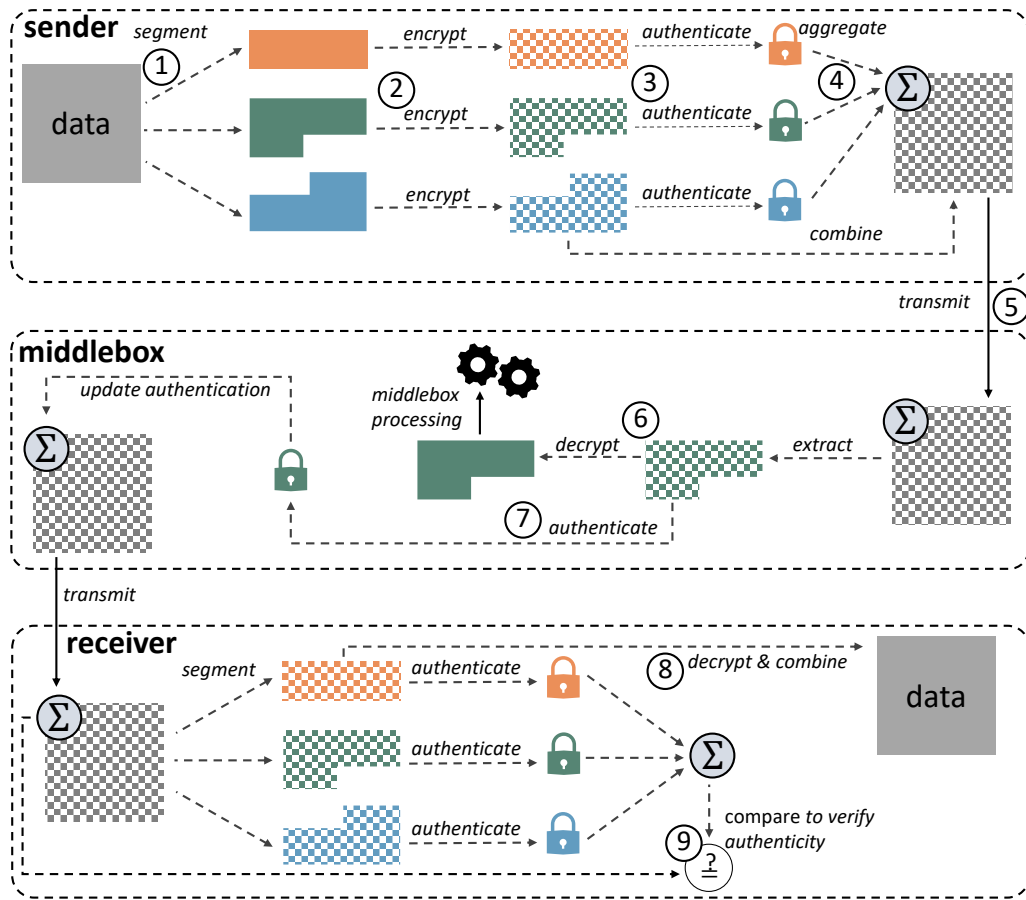 sender
segment
1
data
encrypt
authenticate
aggregate
2
3
4
encrypt
authenticate
Σ
encrypt
authenticate
combine
transmit
5
middlebox
update authentication
middlebox
processing
6
Σ
decrypt
extract
Σ
7
authenticate
transmit
receiver
segment
authenticate
8
decrypt & combine
data
Σ
authenticate
Σ
authenticate
compare to verify
authenticity
9
?
=